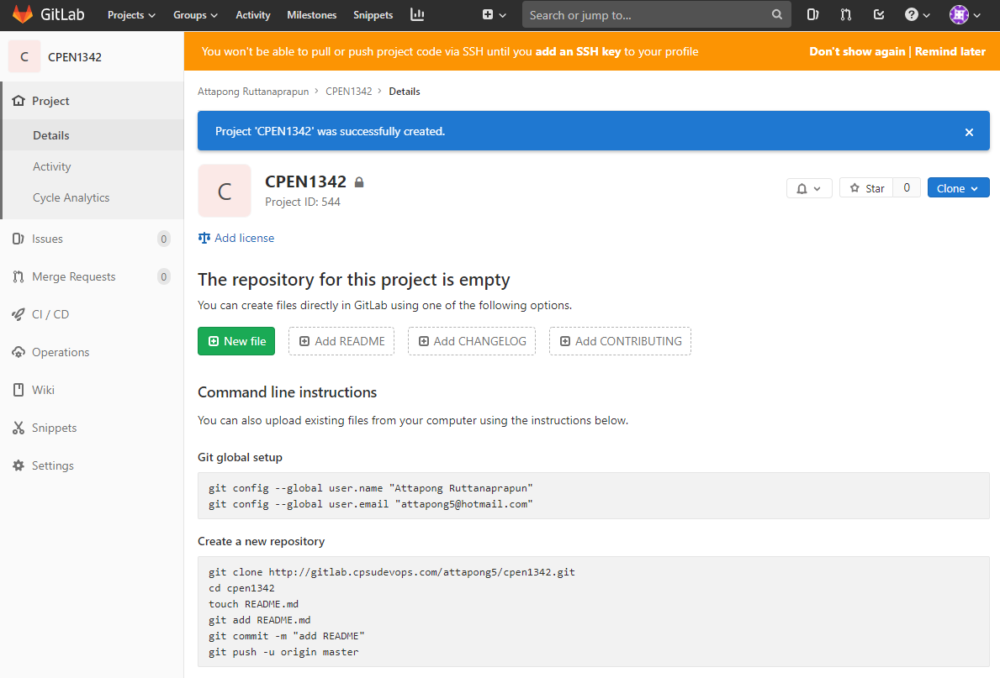 GitLab Projects Groups Activity Milestones Snippets Search or jump to...
C CPEN1342
You won't be able to pull or push project code via SSH until you add an SSH key to your profile Don't show again | Remind later
Project
Details
Activity
Cycle Analytics
Issues 0
Merge Requests 0
CI / CD
Operations
Wiki
Snippets
Settings
Attapong Ruttanaprapun > CPEN1342 > Details
Project 'CPEN1342' was successfully created. ×
C
CPEN1342
Project ID: 544
Star 0 Clone
Add license
The repository for this project is empty
You can create files directly in GitLab using one of the following options.
New file Add README Add CHANGELOG Add CONTRIBUTING
Command line instructions
You can also upload existing files from your computer using the instructions below.
Git global setup
git config --global user.name "Attapong Ruttanaprapun"
git config --global user.email "attapong5@hotmail.com"
Create a new repository
git clone http://gitlab.cpsudevops.com/attapong5/cpen1342.git
cd cpen1342
touch README.md
git add README.md
git commit -m "add README"
git push -u origin master